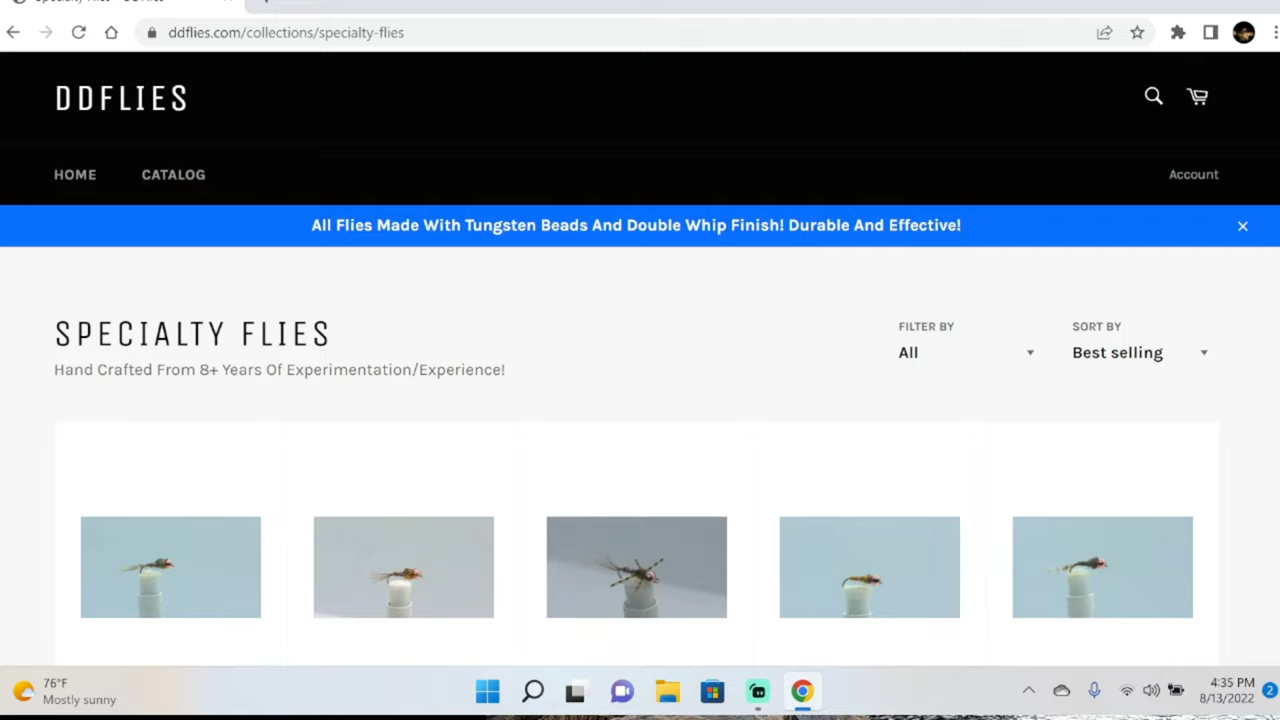 ddflies.com/collections/specialty-flies
DDFLIES
HOME CATALOG Account
All Flies Made With Tungsten Beads And Double Whip Finish! Durable And Effective!
SPECIALTY FLIES
Hand Crafted From 8+ Years Of Experimentation/Experience!
FILTER BY SORT BY
All Best selling
76°F
Mostly sunny
4:35 PM
8/13/2022
2